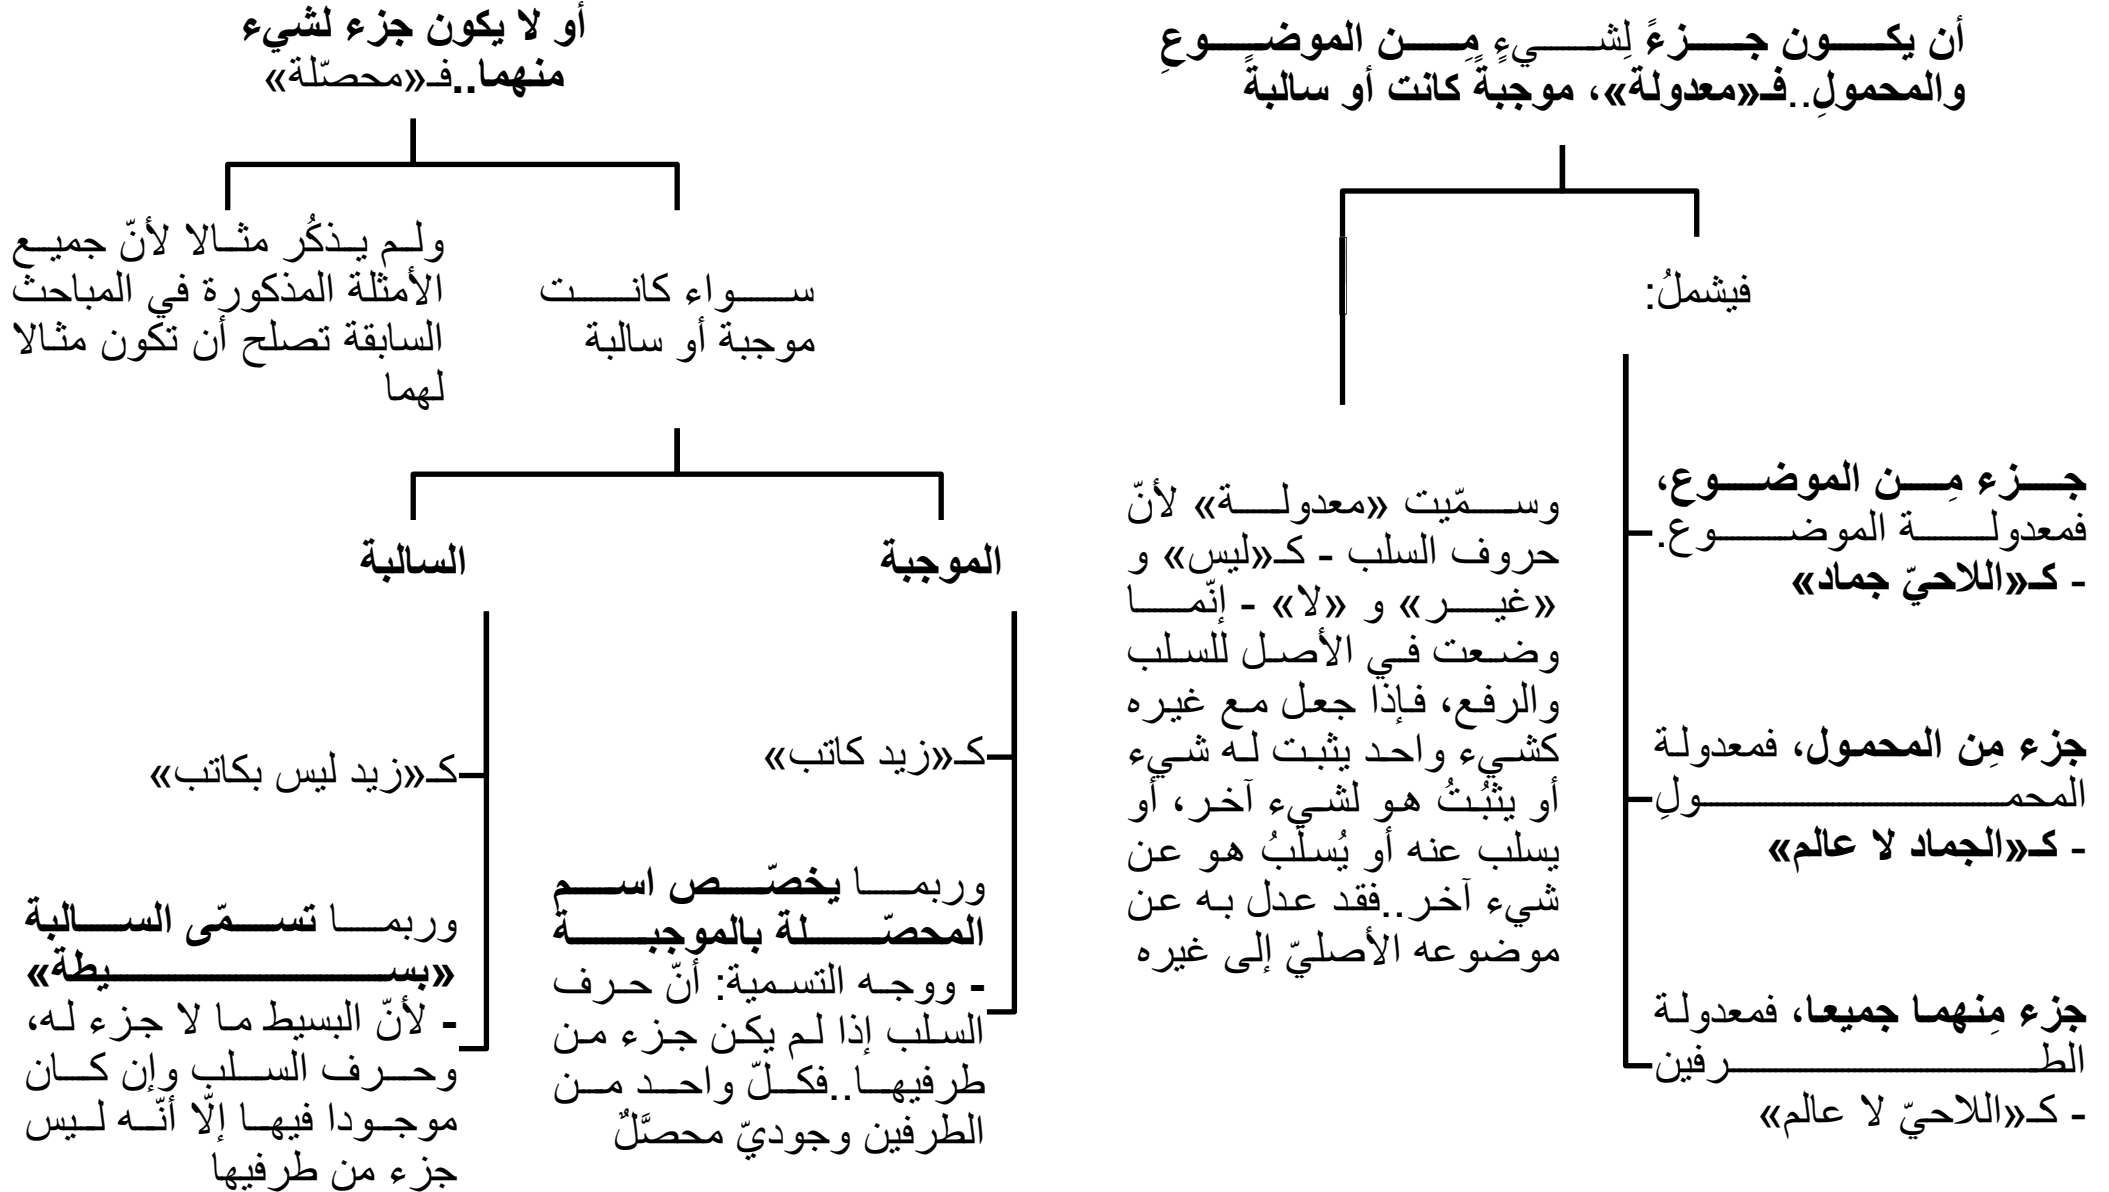 أن يكون جزءً لِشيءٍ مِن الموضوعِ
والمحمولِ..فـ«معدولة»، موجبةً كانت أو سالبةً
فيشملُ:
جزء مِن الموضوع،
فمعدولة الموضوع.
- كـ«اللاحيّ جماد»
جزء مِن المحمول، فمعدولة
المحمولِ
- كـ«الجماد لا عالم»
جزء مِنهما جميعا، فمعدولة
الطرفين
- كـ«اللاحيّ لا عالم»
وسمّيت «معدولة» لأنّ
حروف السلب - كـ«ليس» و
«غير» و «لا» - إنّما
وضعت في الأصل للسلب
والرفع، فإذا جعل مع غيره
كشيء واحد يثبت له شيء
أو يثبُتُ هو لشيء آخر، أو
يسلب عنه أو يُسلَبُ هو عن
شيء آخر..فقد عدل به عن
موضوعه الأصليّ إلى غيره
أو لا يكون جزء لشيء
منهما..فـ«محصّلة»
سواء كانت
موجبة أو سالبة
الموجبة
كـ«زيد كاتب»
وربما يخصّص اسم
المحصّلة بالموجبة
- ووجه التسمية: أنّ حرف
السلب إذا لم يكن جزء من
طرفيها..فكلّ واحد من
الطرفين وجوديّ محصَّلٌ
السالبة
كـ«زيد ليس بكاتب»
وربما تسمّى السالبة
«بسيطة»
- لأنّ البسيط ما لا جزء له،
وحرف السلب وإن كان
موجودا فيها إلّا أنّه ليس
جزء من طرفيها
ولم يذكُر مثالا لأنّ جميع
الأمثلة المذكورة في المباحث
السابقة تصلح أن تكون مثالا
لهما